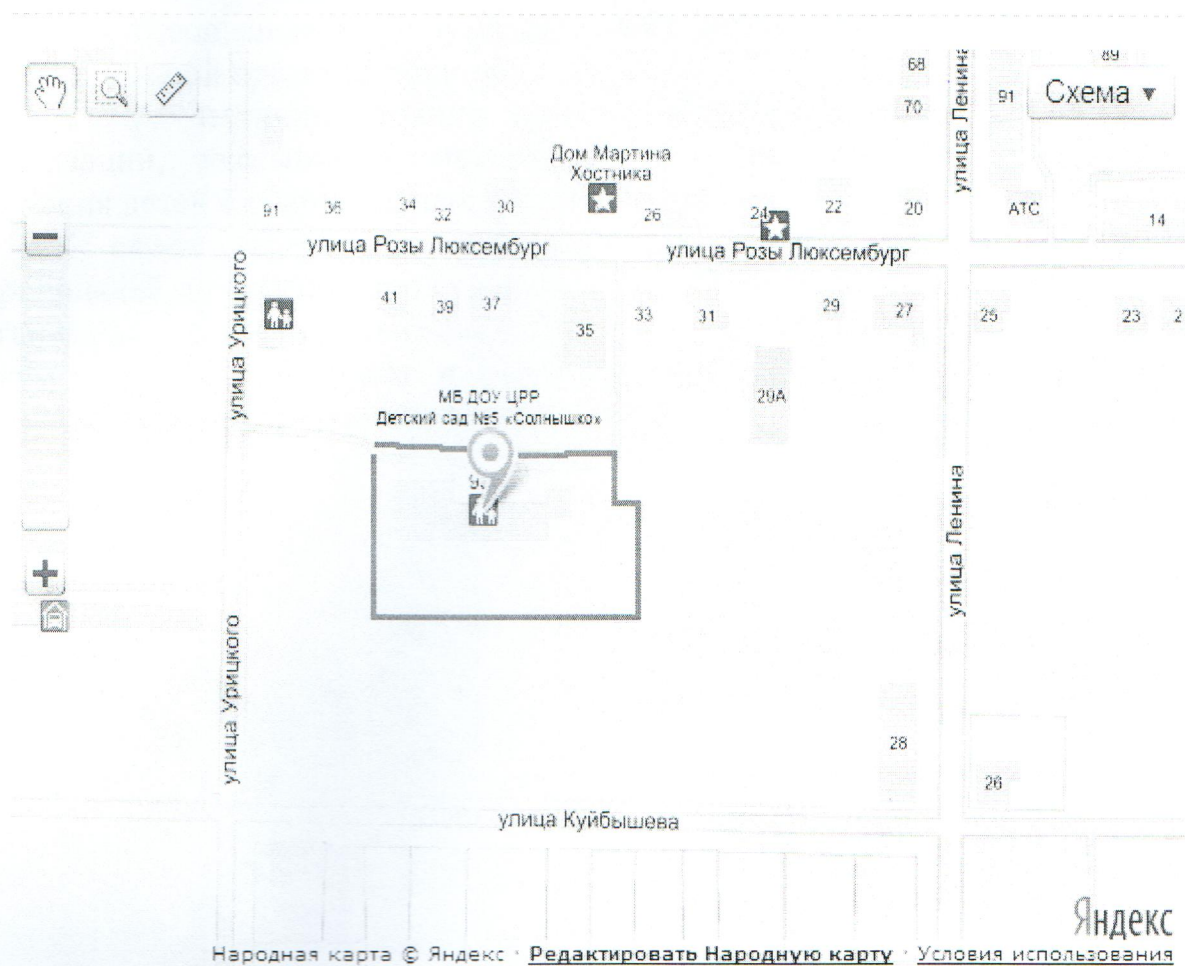 89
68
91
Схема
70
улица Ленина
Дом Мартина
Хостника
91
36
34
32
30
26
24
22
20
АТС
14
улица Розы Люксембург
улица Розы Люксембург
улица Урицкого
41
39
37
35
33
31
29
27
25
23
2
МБ ДОУ ЦРР
Детский сад №5 «Солнышко»
29А
улица Ленина
улица Урицкого
28
26
улица Куйбышева
Яндекс
Народная карта © Яндекс · Редактировать Народную карту · Условия использования